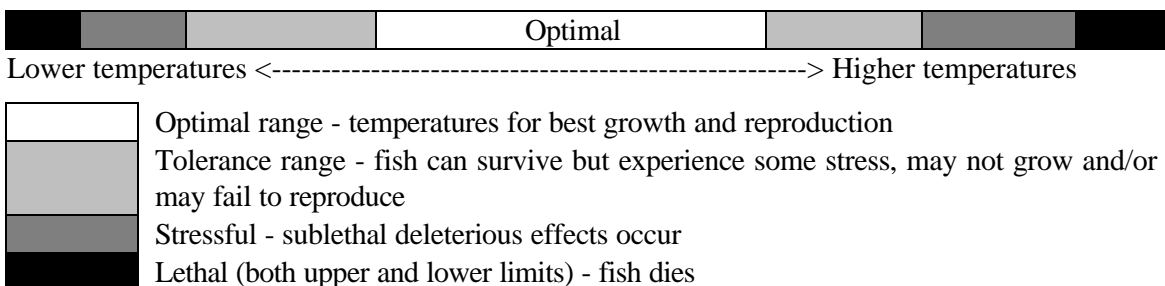 Optimal
Lower temperatures <------------------------------------------------------> Higher temperatures
Optimal range - temperatures for best growth and reproduction
Tolerance range - fish can survive but experience some stress, may not grow and/or
may fail to reproduce
Stressful - sublethal deleterious effects occur
Lethal (both upper and lower limits) - fish dies